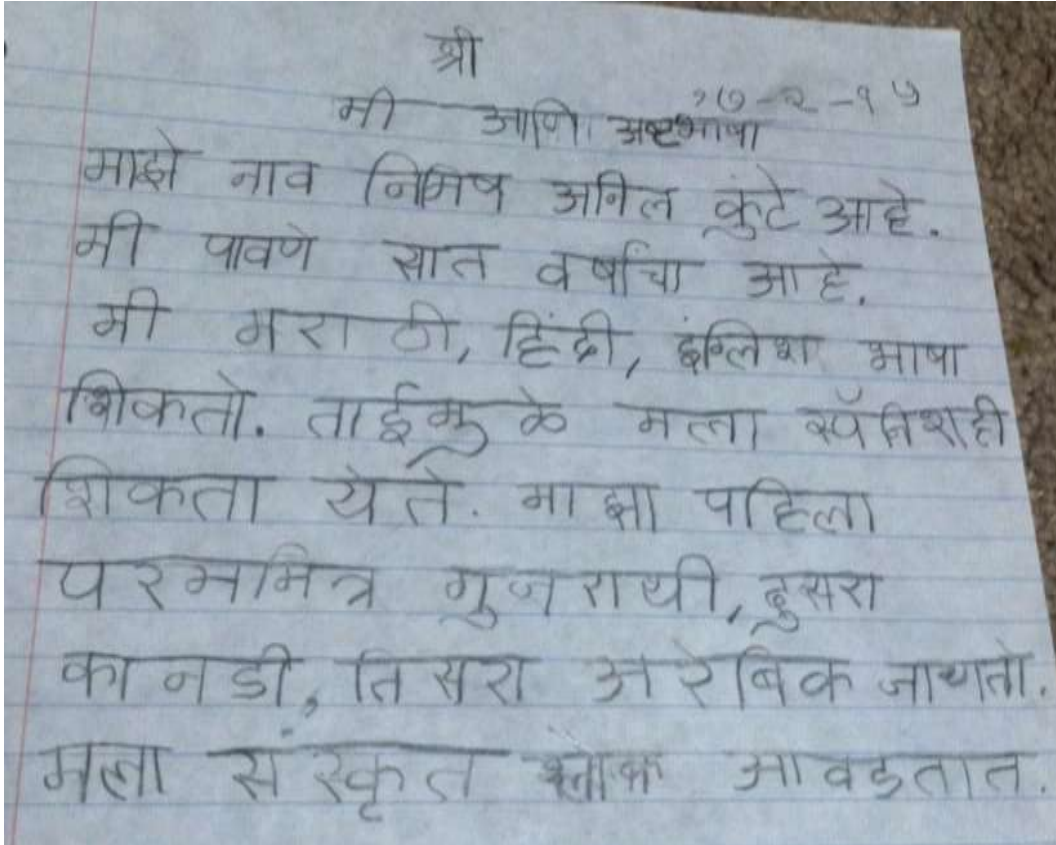 श्री
२७-२-१५
मी आणि अष्टभाषा
माझे नाव निमिष अनिल कुंटे आहे.
मी पावणे सात वर्षांचा आहे.
मी मराठी, हिंदी, इंग्लिश भाषा
शिकतो. ताईमुळे मला स्पॅनिशही
शिकता येते. माझा पहिला
परममित्र गुजराथी, दुसरा
कानडी, तिसरा अरेबिक जाणतो.
मला संस्कृत श्लोक आवडतात.